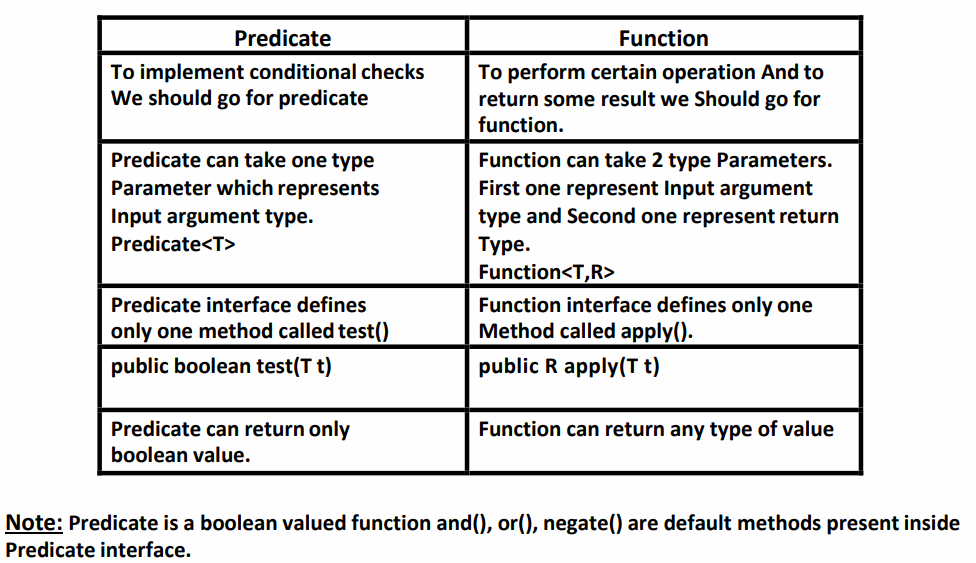 Predicate
Function
To implement conditional checks
We should go for predicate
To perform certain operation And to
return some result we Should go for
function.
Predicate can take one type
Parameter which represents
Input argument type.
Predicate<T>
Function can take 2 type Parameters.
First one represent Input argument
type and Second one represent return
Type.
Function<T,R>
Predicate interface defines
only one method called test()
Function interface defines only one
Method called apply().
public boolean test(T t)
public R apply(T t)
Predicate can return only
boolean value.
Function can return any type of value
Note: Predicate is a boolean valued function and(), or(), negate() are default methods present inside
Predicate interface.